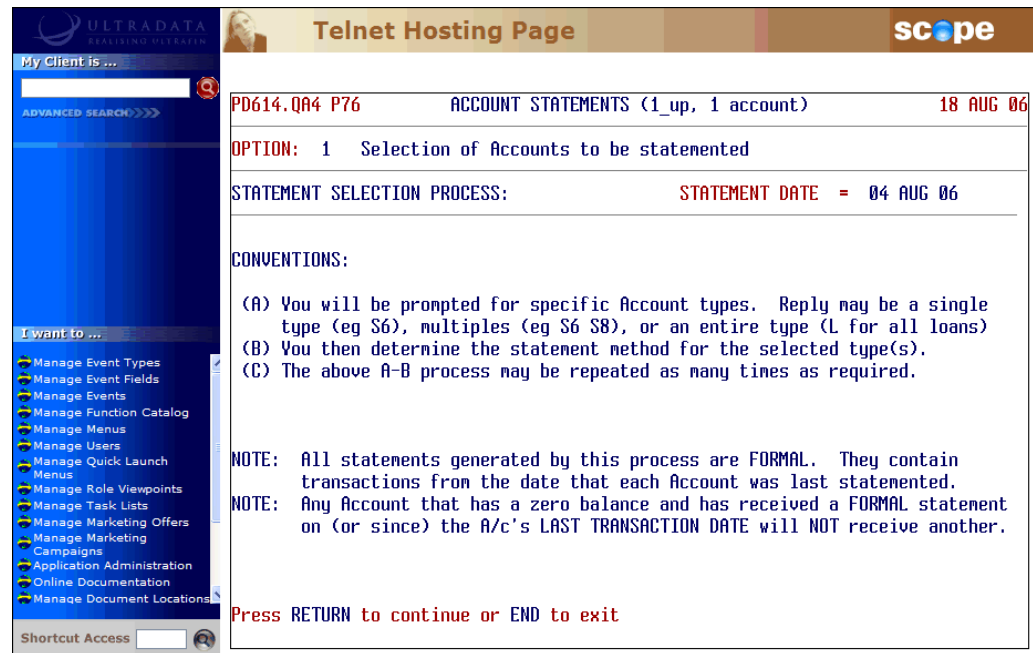 ULTRADATA
REALISING ULTRAFIN
Telnet Hosting Page
scope
My Client is ...
ADVANCED SEARCH
I want to ...
Manage Event Types
Manage Event Fields
Manage Events
Manage Function Catalog
Manage Menus
Manage Users
Manage Quick Launch
Menus
Manage Role Viewpoints
Manage Task Lists
Manage Marketing Offers
Manage Marketing
Campaigns
Application Administration
Online Documentation
Manage Document Locations
Shortcut Access
PD614.QA4 P76 ACCOUNT STATEMENTS (1_up, 1 account) 18 AUG 06
OPTION: 1 Selection of Accounts to be statemented
STATEMENT SELECTION PROCESS: STATEMENT DATE = 04 AUG 06
CONVENTIONS:
(A) You will be prompted for specific Account types. Reply may be a single
type (eg S6), multiples (eg S6 S8), or an entire type (L for all loans)
(B) You then determine the statement method for the selected type(s).
(C) The above A-B process may be repeated as many times as required.
NOTE: All statements generated by this process are FORMAL. They contain
transactions from the date that each Account was last statemented.
NOTE: Any Account that has a zero balance and has received a FORMAL statement
on (or since) the A/c's LAST TRANSACTION DATE will NOT receive another.
Press RETURN to continue or END to exit